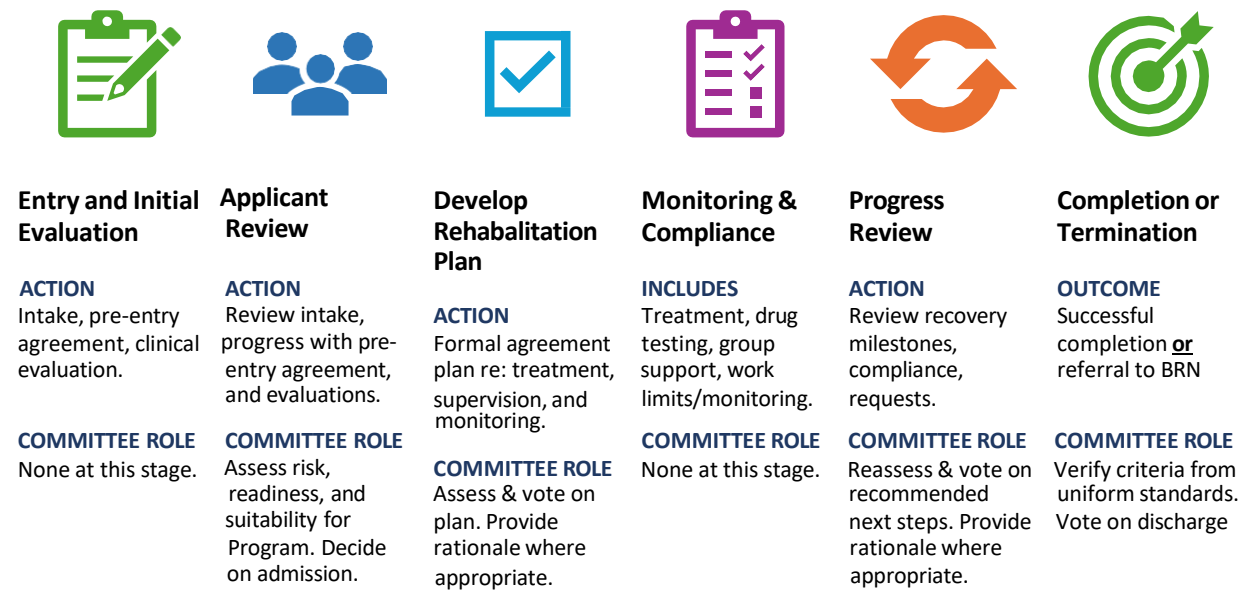 Entry and Initial
Evaluation
ACTION
Intake, pre-entry
agreement, clinical
evaluation.
COMMITTEE ROLE
None at this stage.
Applicant
Review
ACTION
Review intake,
progress with pre-
entry agreement,
and evaluations.
COMMITTEE ROLE
Assess risk,
readiness, and
suitability for
Program. Decide
on admission.
Develop
Rehabalitation
Plan
ACTION
Formal agreement
plan re: treatment,
supervision, and
monitoring.
COMMITTEE ROLE
Assess & vote on
plan. Provide
rationale where
appropriate.
Monitoring &
Compliance
INCLUDES
Treatment, drug
testing, group
support, work
limits/monitoring.
COMMITTEE ROLE
None at this stage.
Progress
Review
ACTION
Review recovery
milestones,
compliance,
requests.
COMMITTEE ROLE
Reassess & vote on
recommended
next steps. Provide
rationale where
appropriate.
Completion or
Termination
OUTCOME
Successful
completion or
referral to BRN
COMMITTEE ROLE
Verify criteria from
uniform standards.
Vote on discharge